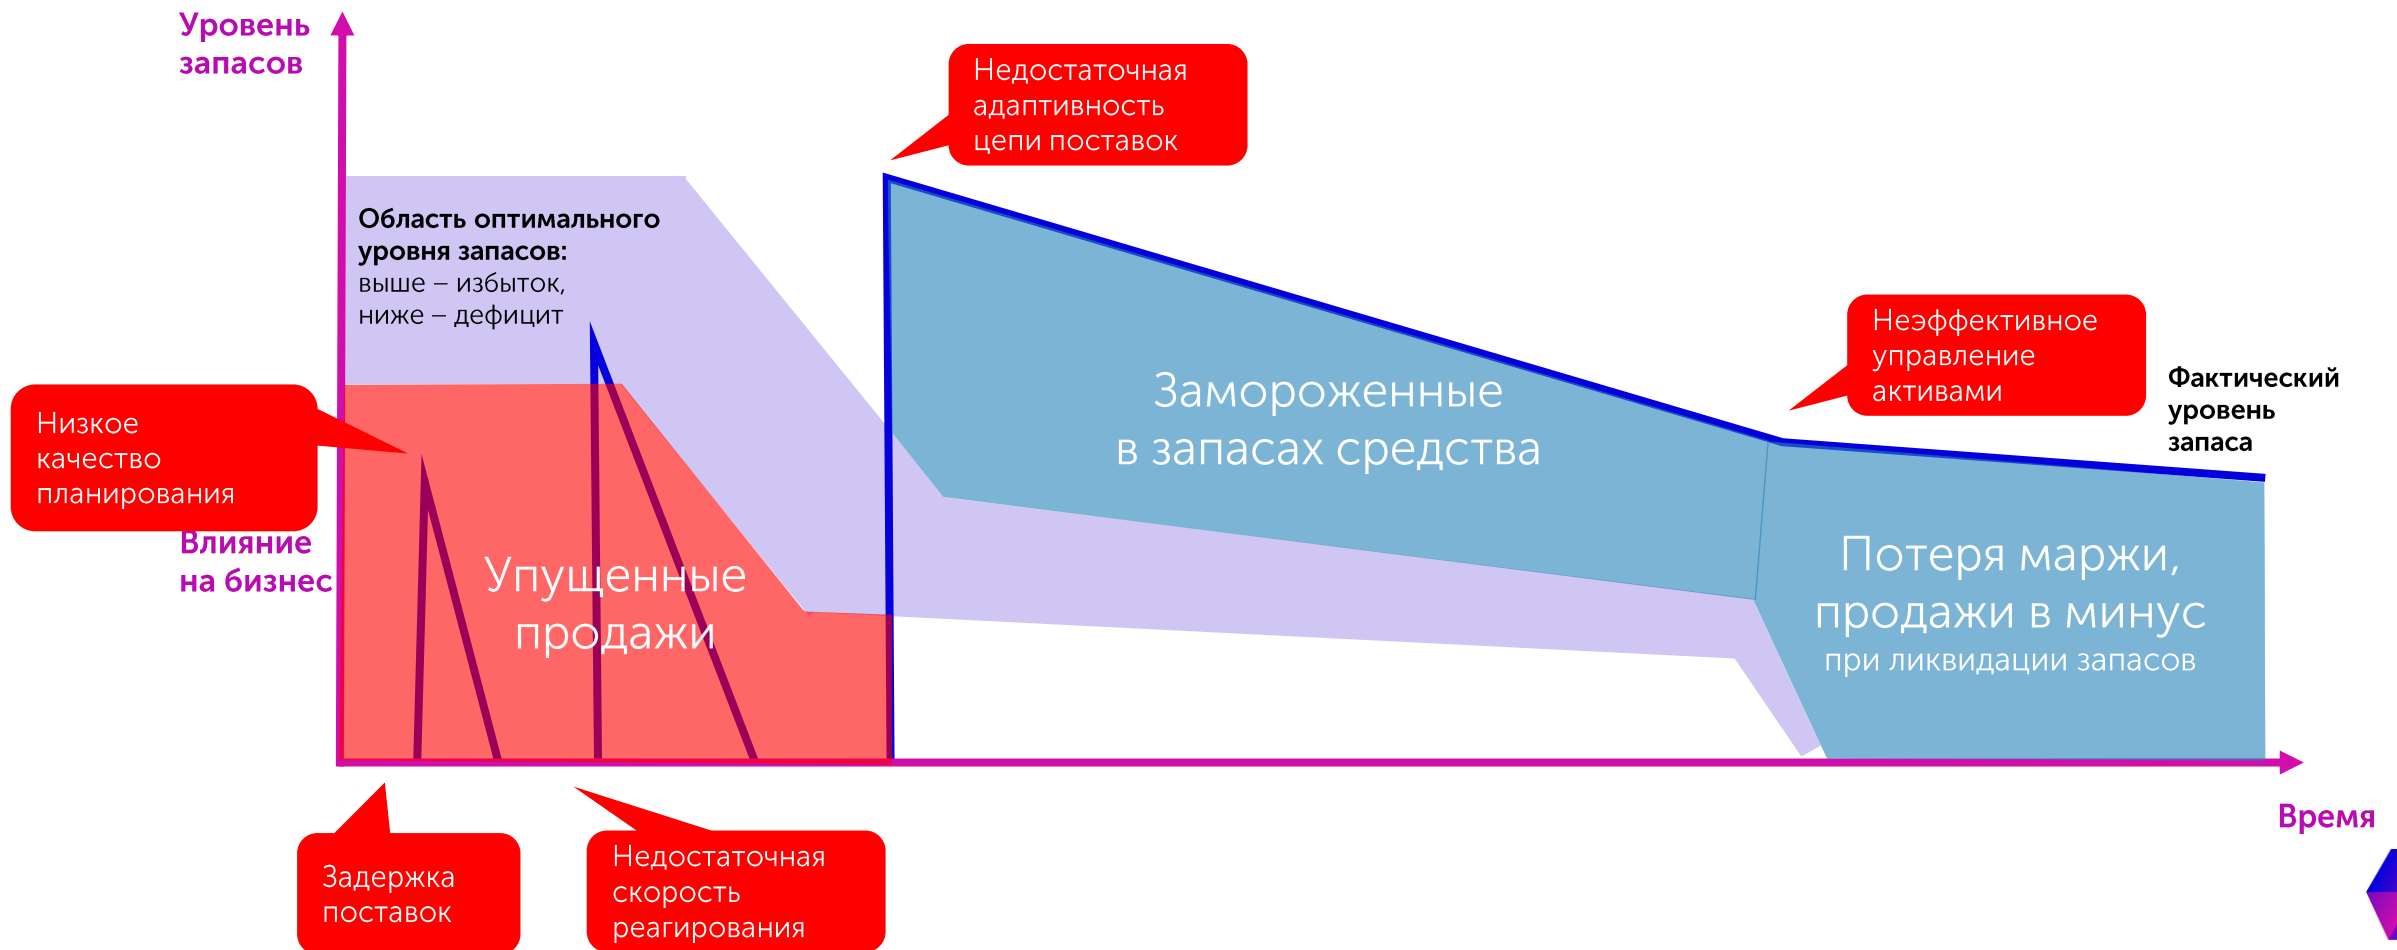 Уровень
запасов
Недостаточная
адаптивность
цепи поставок
Область оптимального
уровня запасов:
выше – избыток,
ниже – дефицит
Неэффективное
управление
активами
Фактический
уровень
запаса
Замороженные
в запасах средства
Низкое
качество
планирования
Влияние
на бизнес
Упущенные
продажи
Потеря маржи,
продажи в минус
при ликвидации запасов
Время
Задержка
поставок
Недостаточная
скорость
реагирования